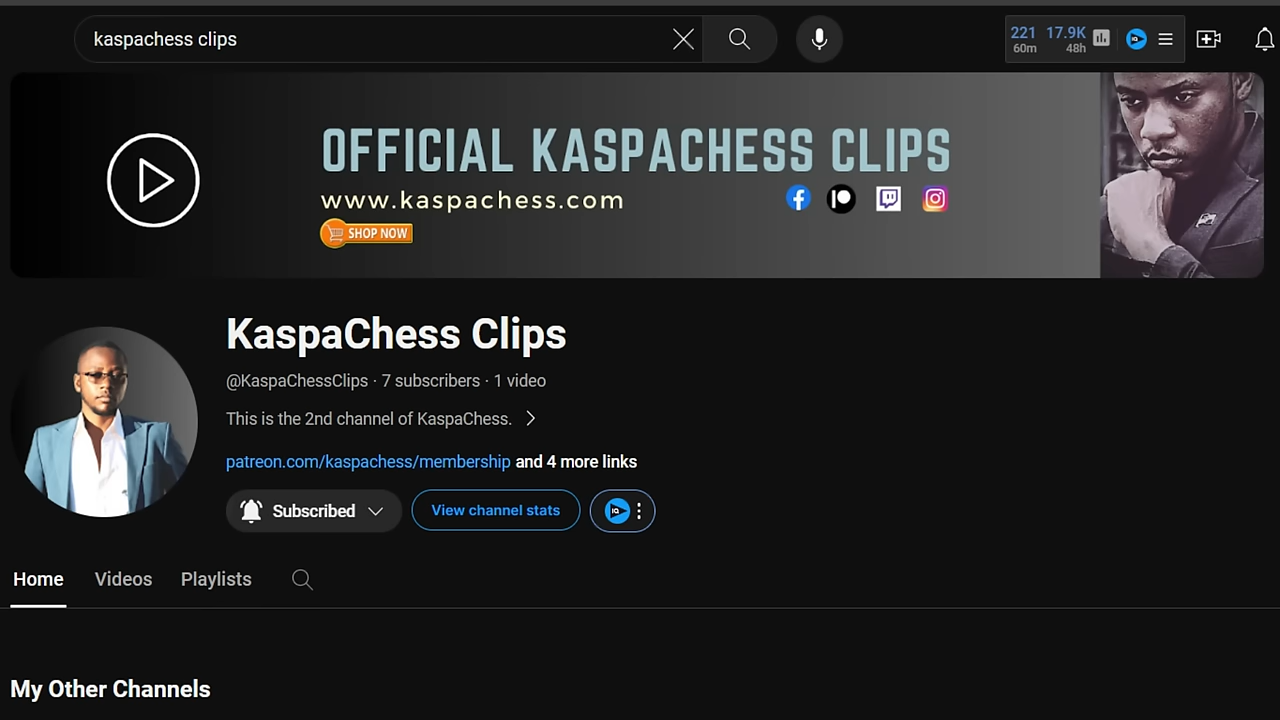 kaspachess clips
221 17.9K
60m 48h
OFFICIAL KASPACHESS CLIPS
www.kaspachess.com
SHOP NOW
KaspaChess Clips
@KaspaChessClips · 7 subscribers · 1 video
This is the 2nd channel of KaspaChess.
patreon.com/kaspachess/membership and 4 more links
Subscribed View channel stats IQ
Home Videos Playlists
My Other Channels